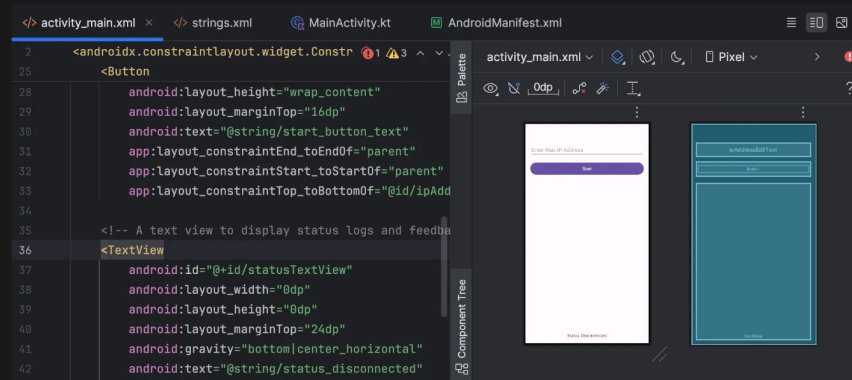 activity_main.xml
strings.xml
MainActivity.kt
AndroidManifest.xml
2 <androidx.constraintlayout.widget.Constr 1 3
25 <Button
28 android:layout_height="wrap_content"
29 android:layout_marginTop="16dp"
30 android:text="@string/start_button_text"
31 app:layout_constraintEnd_toEndOf="parent"
32 app:layout_constraintStart_toStartOf="parent"
33 app:layout_constraintTop_toBottomOf="@id/ipAdd
34
35 <!-- A text view to display status logs and feedba
36 <TextView
37 android:id="@+id/statusTextView"
38 android:layout_width="0dp"
39 android:layout_height="0dp"
40 android:layout_marginTop="24dp"
41 android:gravity="bottom|center_horizontal"
42 android:text="@string/status_disconnected"
Palette
Component Tree
activity_main.xml
Pixel
0dp
Enter Mac IP Address
Start
Status: Disconnected
ipAddressEditText
Button
TextView